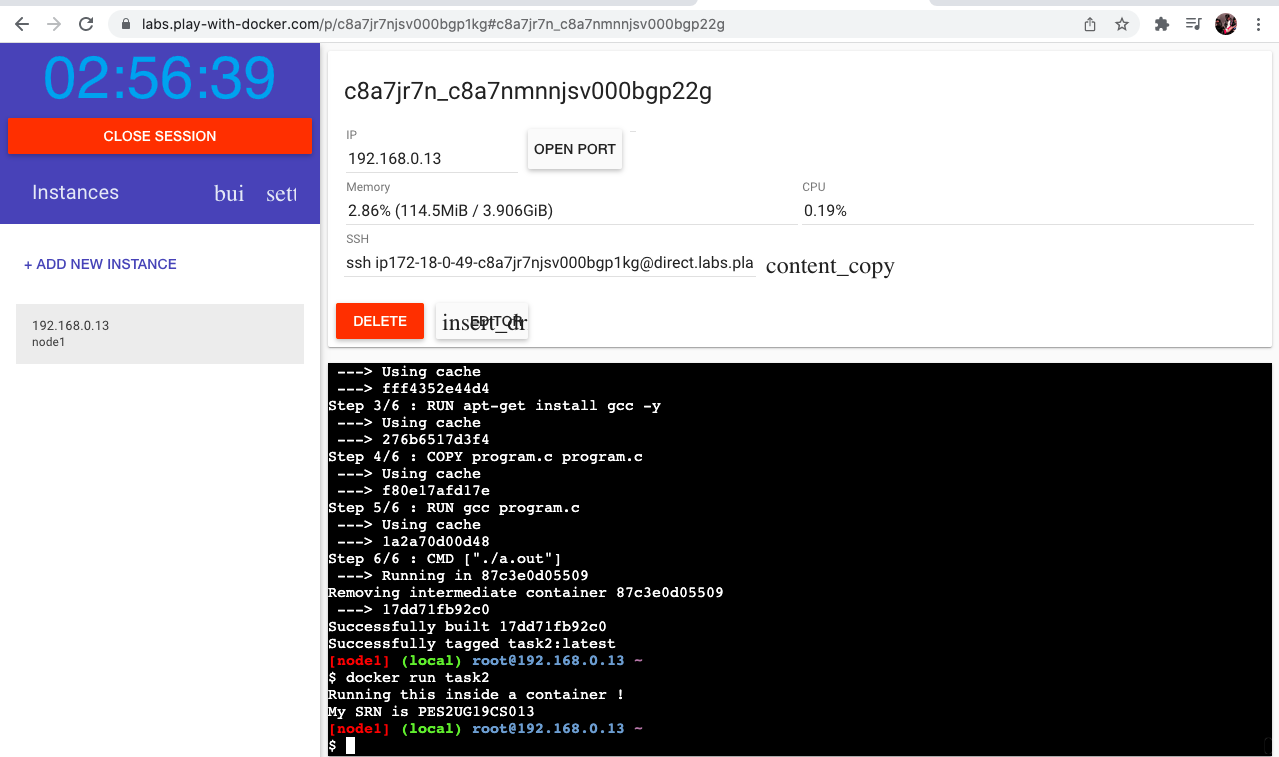 labs.play-with-docker.com/p/c8a7jr7njsv000bgp1kg#c8a7jr7n_c8a7nmnnjsv000bgp22g
02:56:39
CLOSE SESSION
Instances bui sett
+ ADD NEW INSTANCE
192.168.0.13
node1
c8a7jr7n_c8a7nmnnjsv000bgp22g
IP
192.168.0.13
OPEN PORT
Memory
2.86% (114.5MiB / 3.906GiB)
CPU
0.19%
SSH
ssh ip172-18-0-49-c8a7jr7njsv000bgp1kg@direct.labs.pla
content_copy
DELETE
insert_dr EDITOR
---> Using cache
---> fff4352e44d4
Step 3/6 : RUN apt-get install gcc -y
---> Using cache
---> 276b6517d3f4
Step 4/6 : COPY program.c program.c
---> Using cache
---> f80e17afd17e
Step 5/6 : RUN gcc program.c
---> Using cache
---> 1a2a70d00d48
Step 6/6 : CMD ["./a.out"]
---> Running in 87c3e0d05509
Removing intermediate container 87c3e0d05509
---> 17dd71fb92c0
Successfully built 17dd71fb92c0
Successfully tagged task2:latest
[node1] (local) root@192.168.0.13 ~
$ docker run task2
Running this inside a container !
My SRN is PES2UG19CS013
[node1] (local) root@192.168.0.13 ~
$